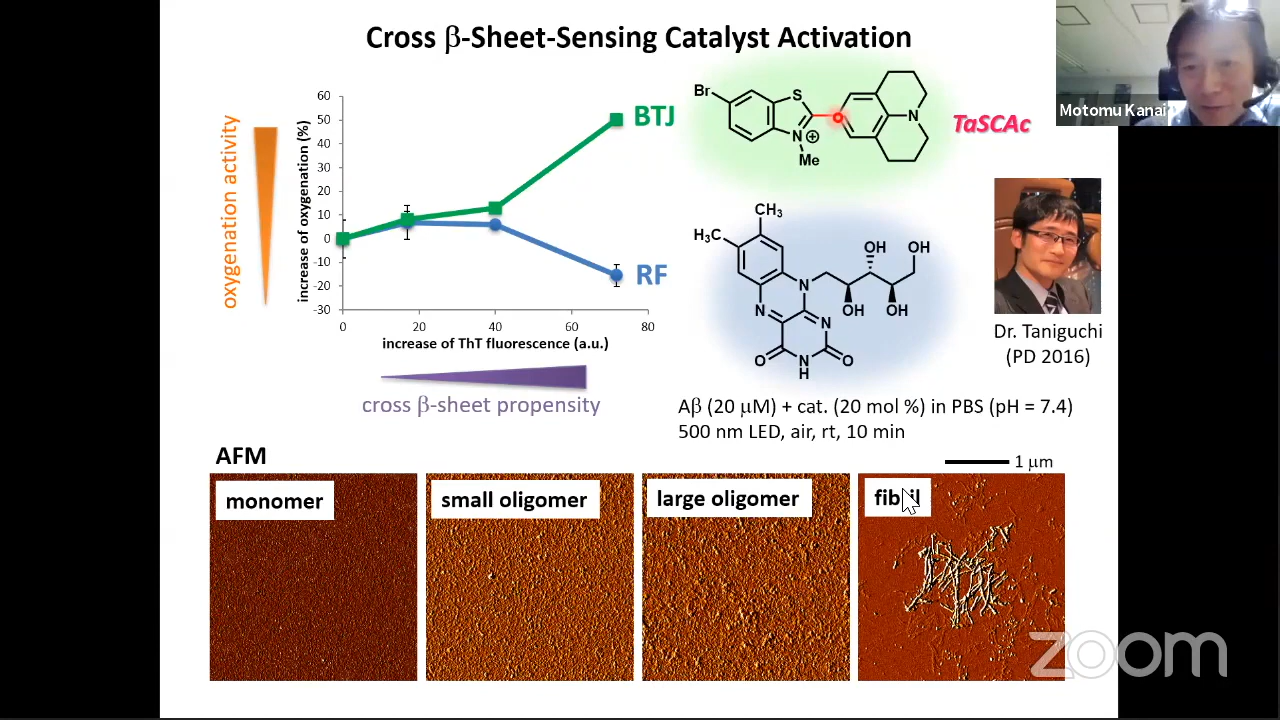 Cross β-Sheet-Sensing Catalyst Activation
Motomu Kanai
oxygenation activity
increase of oxygenation (%)
60
50
40
30
20
10
0
-10
-20
-30
0
20
40
60
80
increase of ThT fluorescence (a.u.)
BTJ
RF
cross β-sheet propensity
Br
S
N
⊕
Me
N
TaSCAc
CH₃
H₃C
OH
OH
N
OH
OH
N
N
O
N
H
O
Dr. Taniguchi
(PD 2016)
Aβ (20 μM) + cat. (20 mol %) in PBS (pH = 7.4)
500 nm LED, air, rt, 10 min
AFM
1 μm
monomer
small oligomer
large oligomer
fibril
zoom